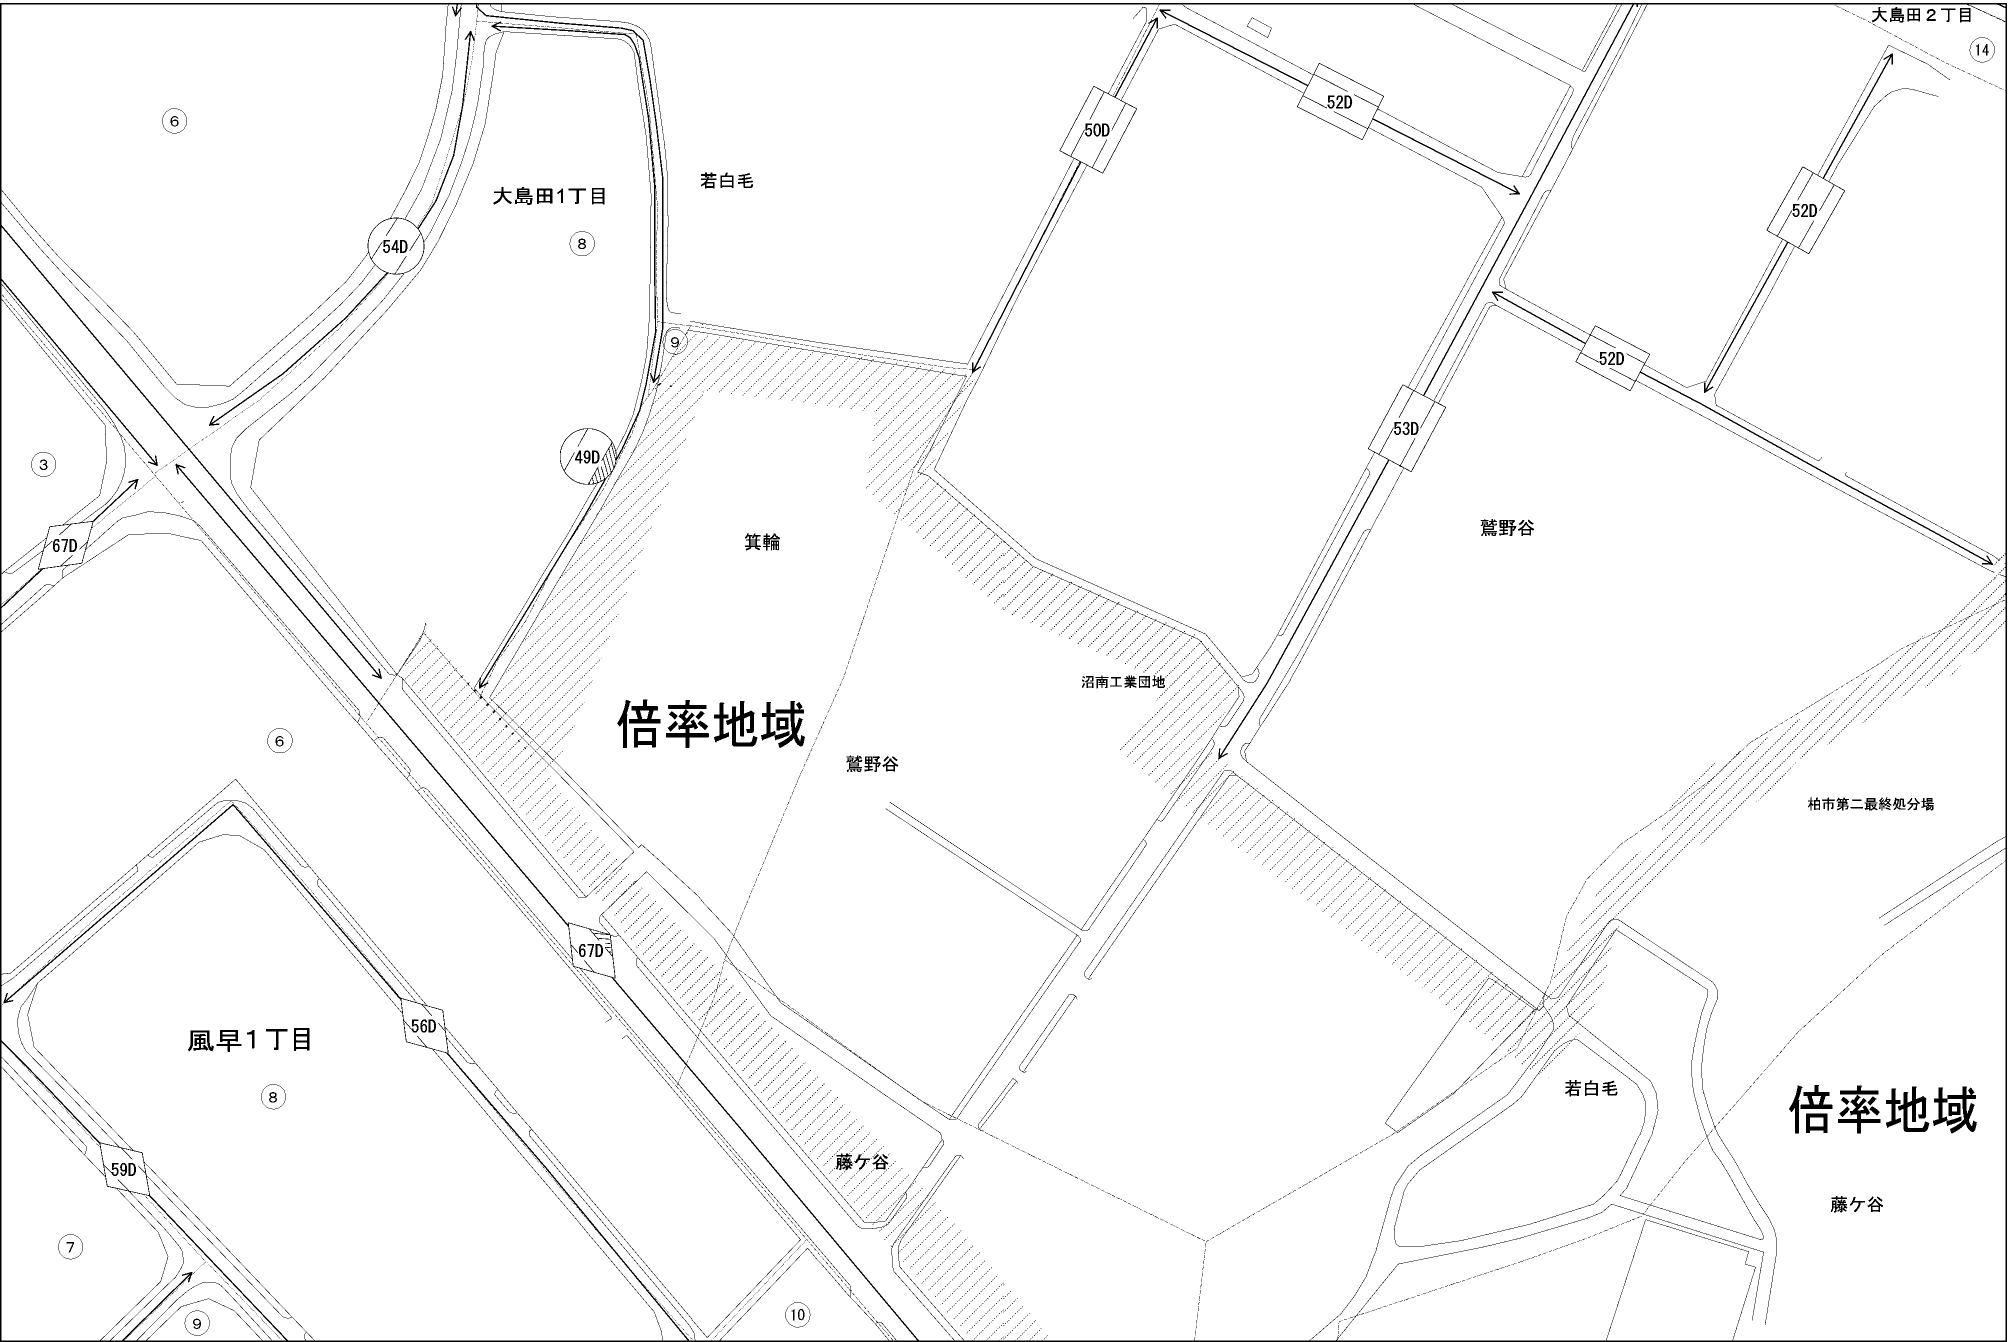 大島田２丁目
14
6
50D
52D
52D
大島田1丁目
若白毛
8
54D
9
52D
53D
49D
3
67D
箕輪
鷲野谷
沼南工業団地
倍率地域
6
鷲野谷
柏市第二最終処分場
67D
56D
風早１丁目
8
若白毛
倍率地域
59D
藤ケ谷
藤ケ谷
7
9
10